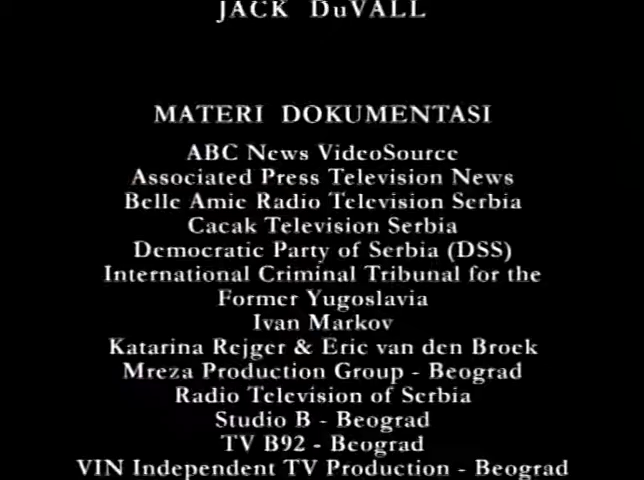 JACK DuVALL
MATERI DOKUMENTASI
ABC News VideoSource
Associated Press Television News
Belle Amie Radio Television Serbia
Cacak Television Serbia
Democratic Party of Serbia (DSS)
International Criminal Tribunal for the
Former Yugoslavia
Ivan Markov
Katarina Rejger & Eric van den Broek
Mreza Production Group - Beograd
Radio Television of Serbia
Studio B - Beograd
TV B92 - Beograd
VIN Independent TV Production - Beograd